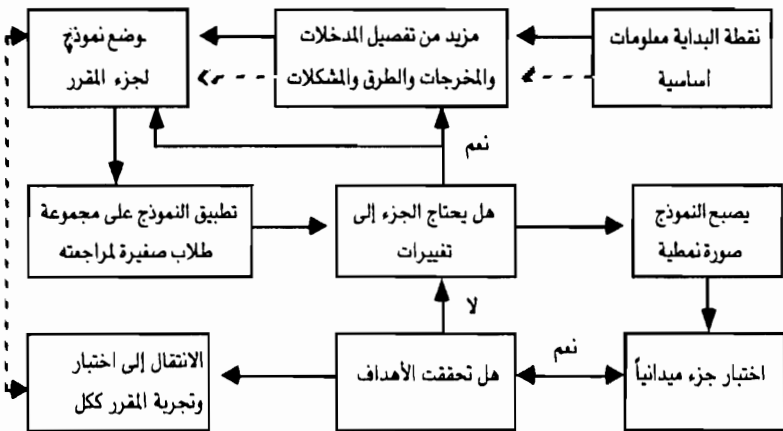 نقطة البداية معلومات
اساسية
مزيد من تفصيل المدخلات
والمخرجات والطرق والمشكلات
وضع نموذج
لجزء المقرر
نعم
تطبيق النموذج على مجموعة
طلاب صغيرة لمراجعته
هل يحتاج الجزء إلى
تغييرات
يصبح النموذج
صورة نمطية
لا
اختبار جزء ميدانياً
نعم
هل تحققت الأهداف
الانتقال إلى اختبار
وتجربة المقرر ككل